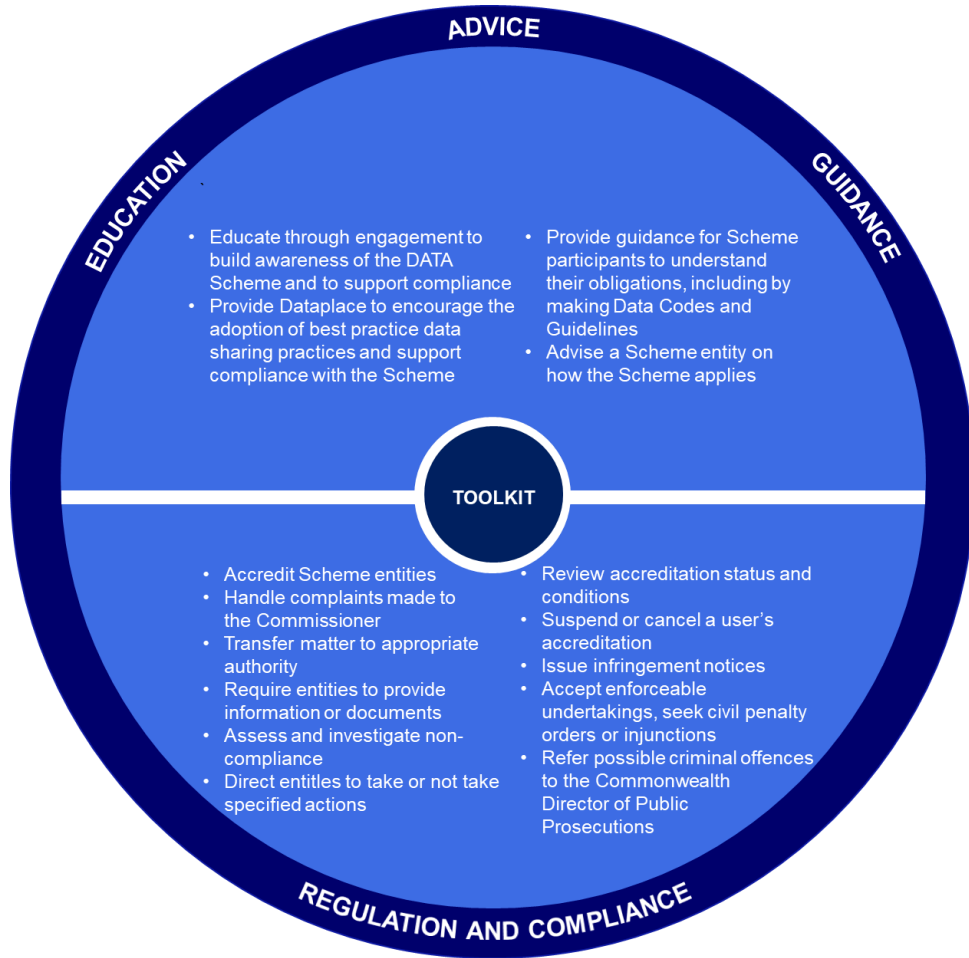 ADVICE
EDUCATION
GUIDANCE
• Educate through engagement to
build awareness of the DATA
Scheme and to support compliance
• Provide Dataplace to encourage the
adoption of best practice data
sharing practices and support
compliance with the Scheme
• Provide guidance for Scheme
participants to understand
their obligations, including by
making Data Codes and
Guidelines
• Advise a Scheme entity on
how the Scheme applies
TOOLKIT
• Accredit Scheme entities
• Handle complaints made to
the Commissioner
• Transfer matter to appropriate
authority
• Require entities to provide
information or documents
• Assess and investigate non-
compliance
• Direct entitles to take or not take
specified actions
• Review accreditation status and
conditions
• Suspend or cancel a user's
accreditation
• Issue infringement notices
• Accept enforceable
undertakings, seek civil penalty
orders or injunctions
• Refer possible criminal offences
to the Commonwealth
Director of Public
Prosecutions
REGULATION AND COMPLIANCE